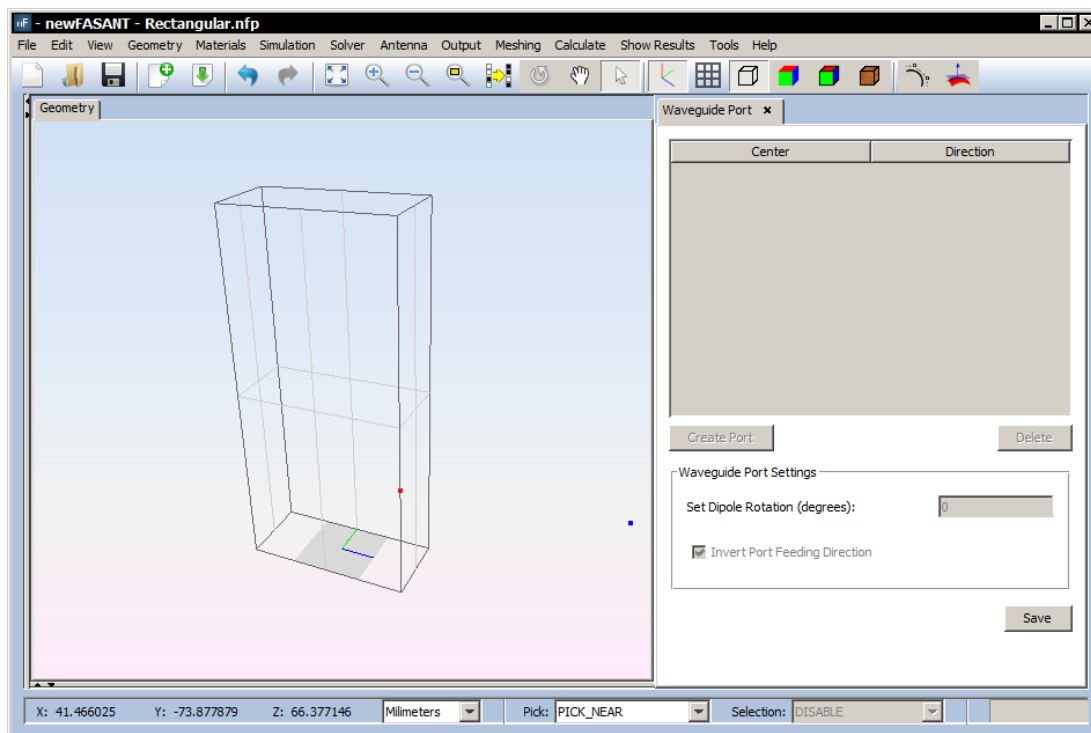 nF - newFASANT - Rectangular.nfp
File Edit View Geometry Materials Simulation Solver Antenna Output Meshing Calculate Show Results Tools Help
Geometry
Waveguide Port
Center Direction
Create Port Delete
Waveguide Port Settings
Set Dipole Rotation (degrees): 0
Invert Port Feeding Direction
Save
X: 41.466025 Y: -73.877879 Z: 66.377146 Milimeters Pick: PICK_NEAR Selection: DISABLE